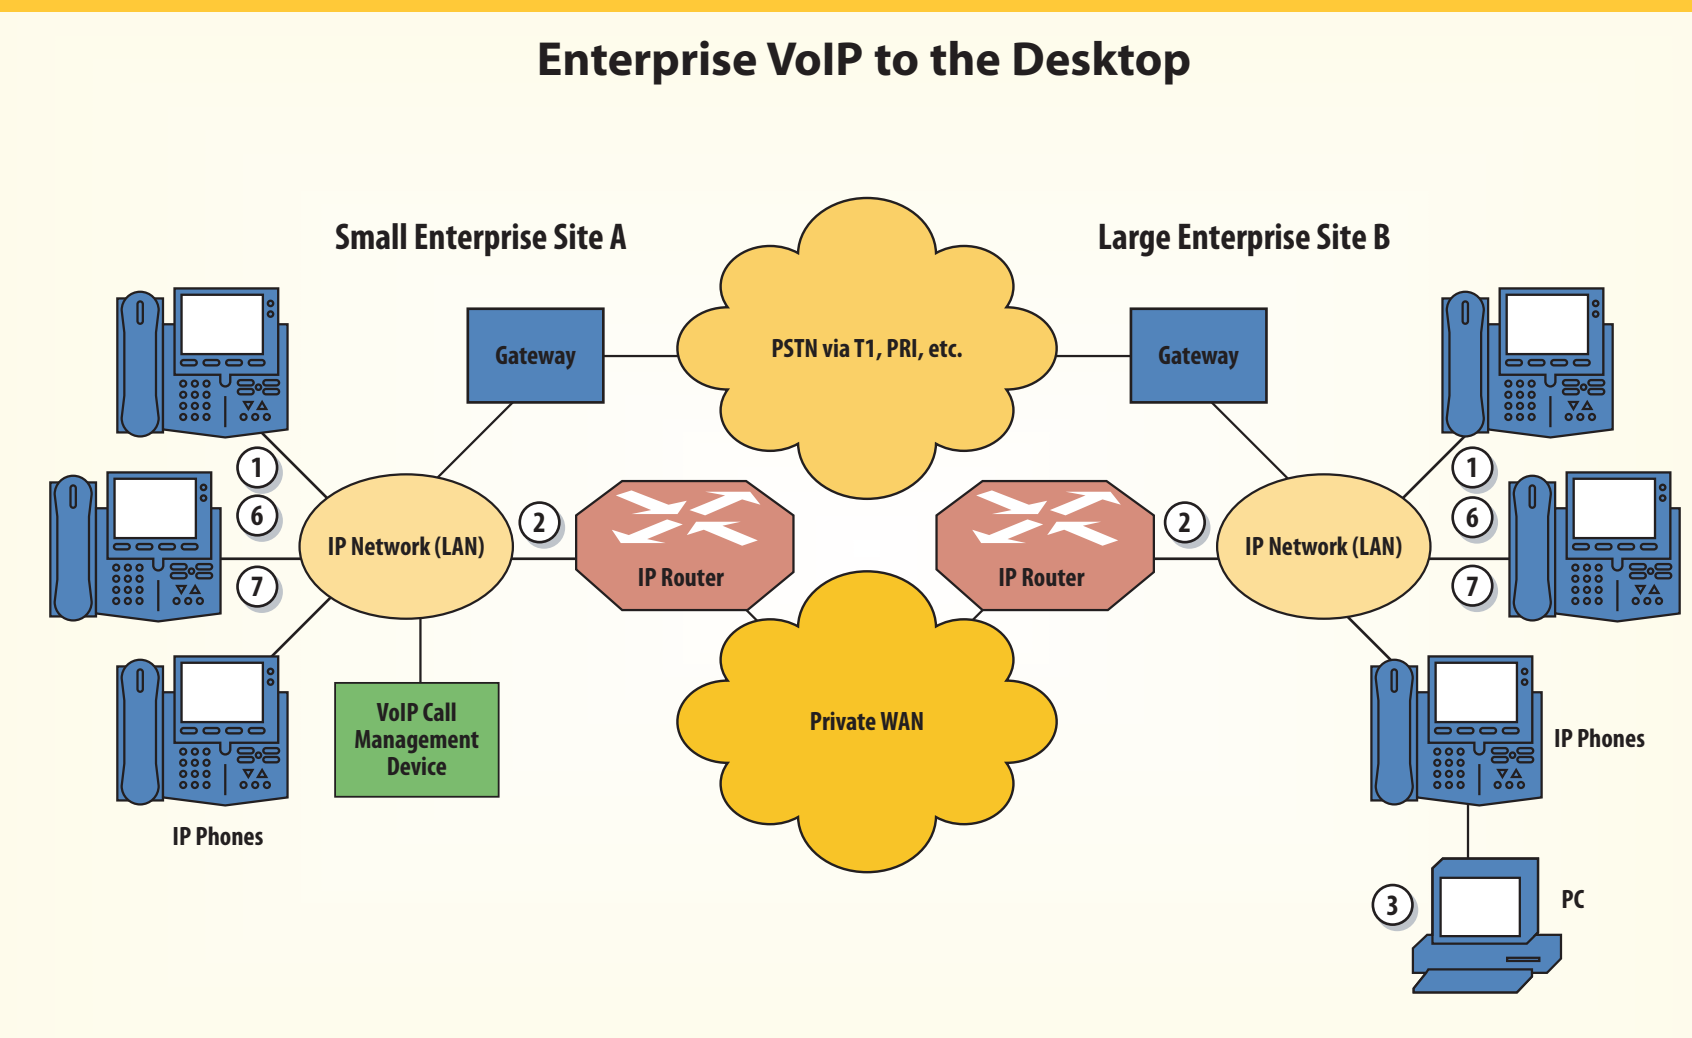 Enterprise VoIP to the Desktop
Small Enterprise Site A
Large Enterprise Site B
Gateway
PSTN via T1, PRI, etc.
Gateway
1
6
7
IP Network (LAN)
2
IP Router
IP Router
2
IP Network (LAN)
1
6
7
VoIP Call
Management
Device
Private WAN
IP Phones
IP Phones
3
PC